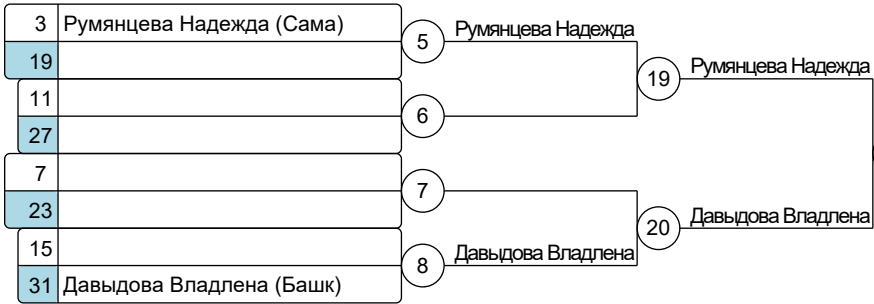 3 Румянцева Надежда (Сама)
19
11
27
7
23
15
31 Давыдова Владлена (Башк)
5 Румянцева Надежда
6
7
8 Давыдова Владлена
19 Румянцева Надежда
20 Давыдова Владлена